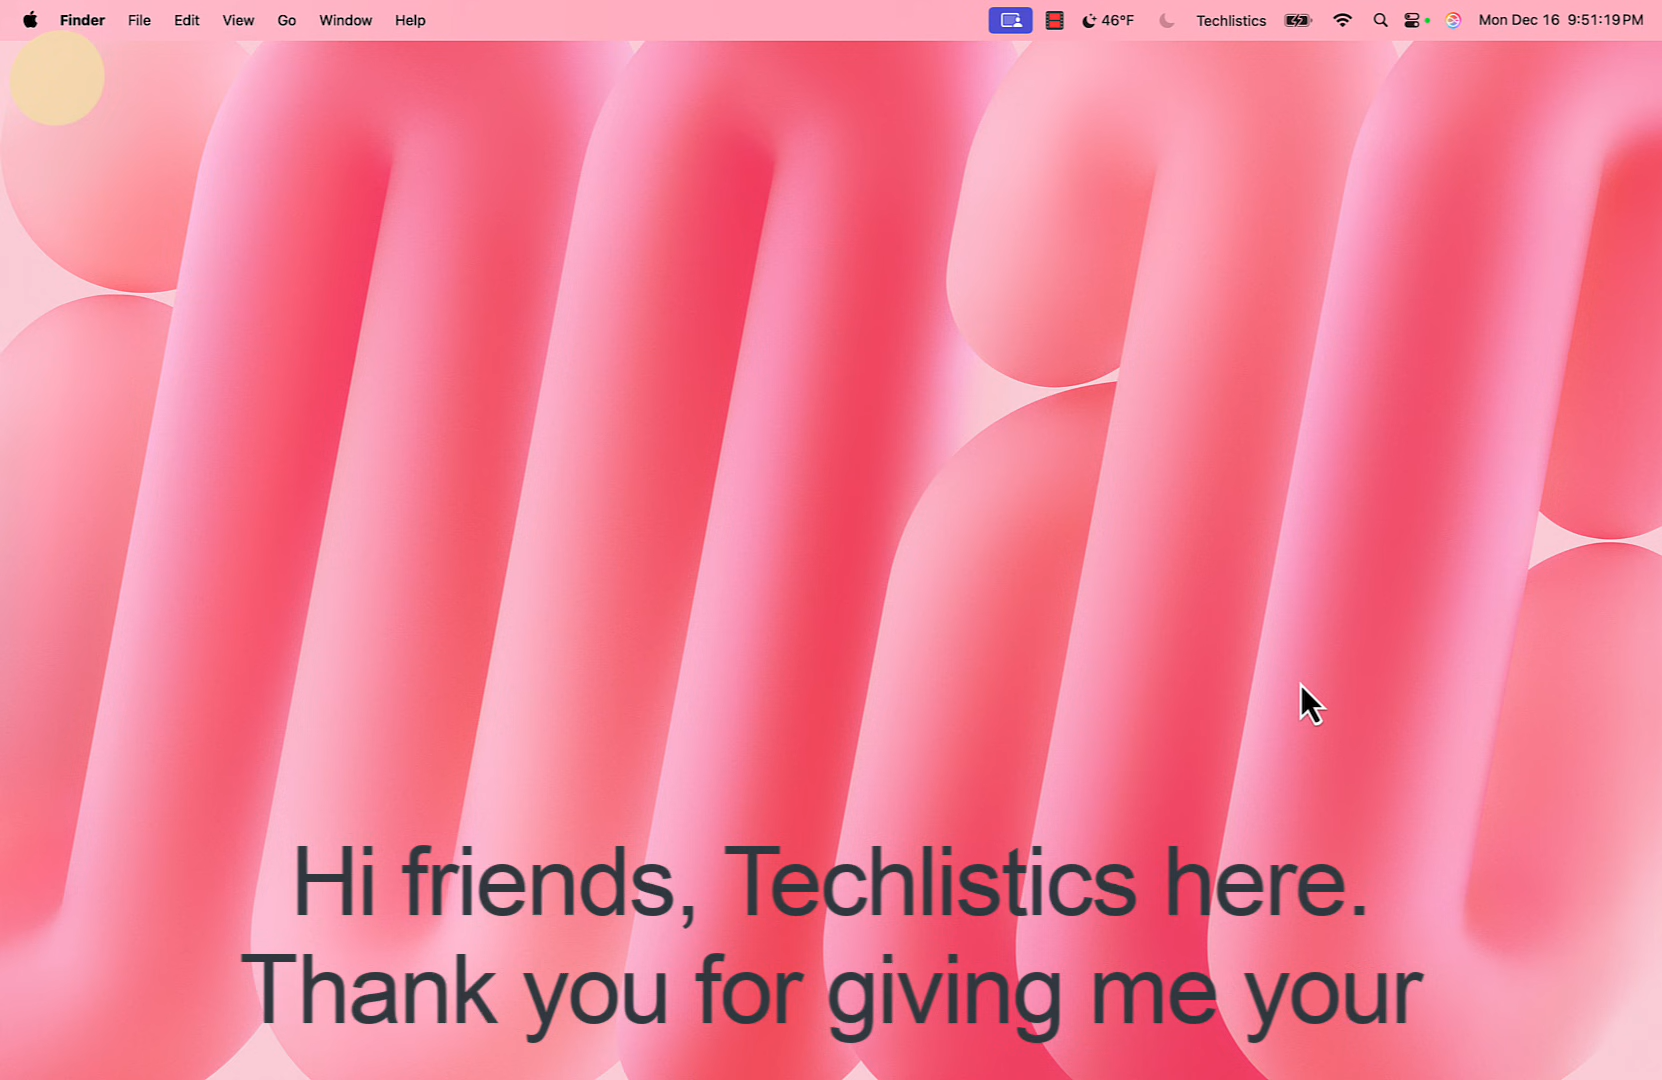 Finder File Edit View Go Window Help 46°F Techlistics Mon Dec 16 9:51:19 PM
Hi friends, Techlistics here.
Thank you for giving me your